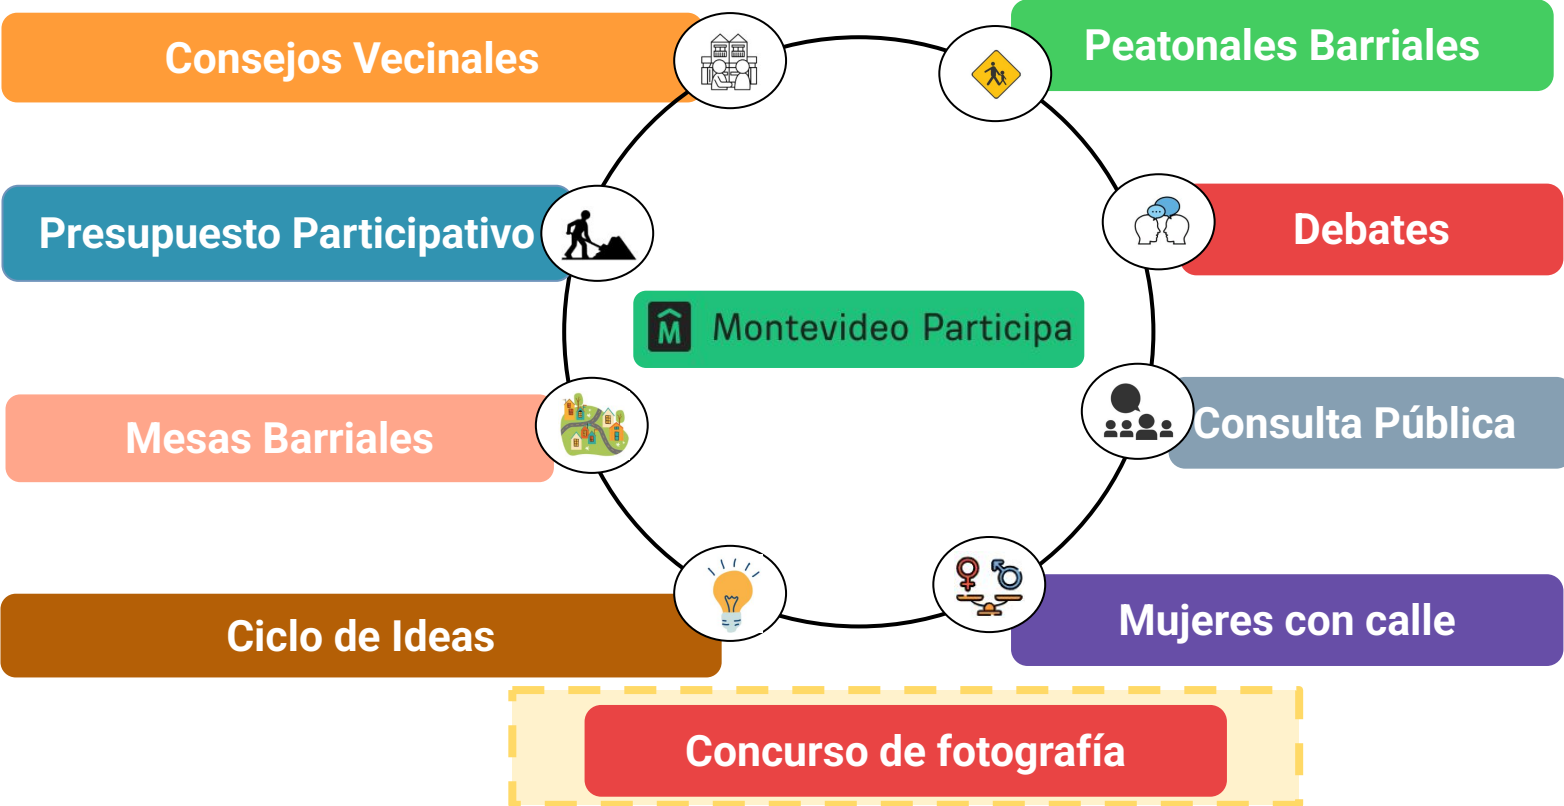 Consejos Vecinales
Peatonales Barriales
Presupuesto Participativo
Debates
M Montevideo Participa
Mesas Barriales
Consulta Pública
Ciclo de Ideas
Mujeres con calle
Concurso de fotografía